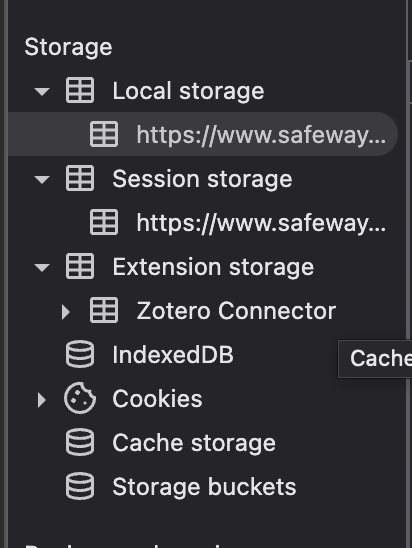 Storage
Local storage
https://www.safeway...
Session storage
https://www.safeway...
Extension storage
Zotero Connector
IndexedDB
Cache
Cookies
Cache storage
Storage buckets